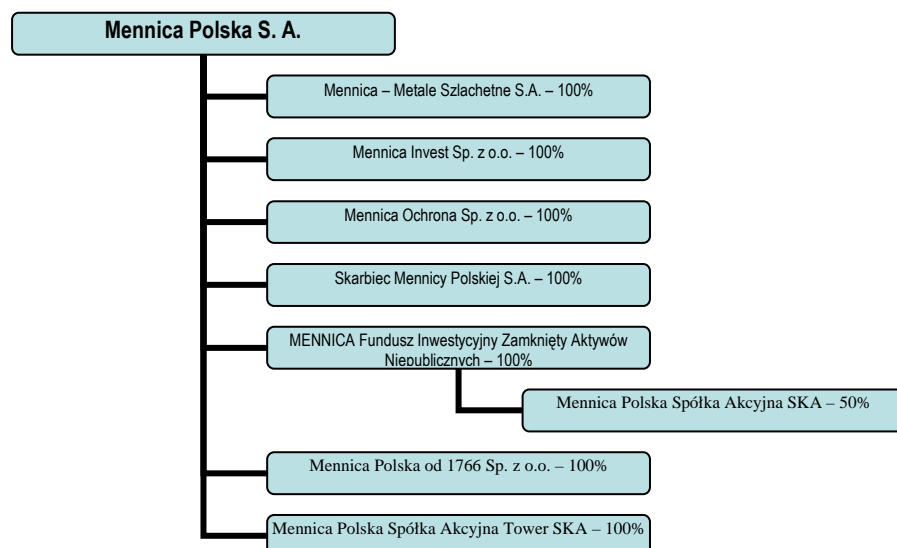 Mennica Polska S. A.
Mennica – Metale Szlachetne S.A. – 100%
Mennica Invest Sp. z o.o. – 100%
Mennica Ochrona Sp. z o.o. – 100%
Skarbiec Mennicy Polskiej S.A. – 100%
MENNICA Fundusz Inwestycyjny Zamknięty Aktywów
Niepublicznych – 100%
Mennica Polska Spółka Akcyjna SKA – 50%
Mennica Polska od 1766 Sp. z o.o. – 100%
Mennica Polska Spółka Akcyjna Tower SKA – 100%